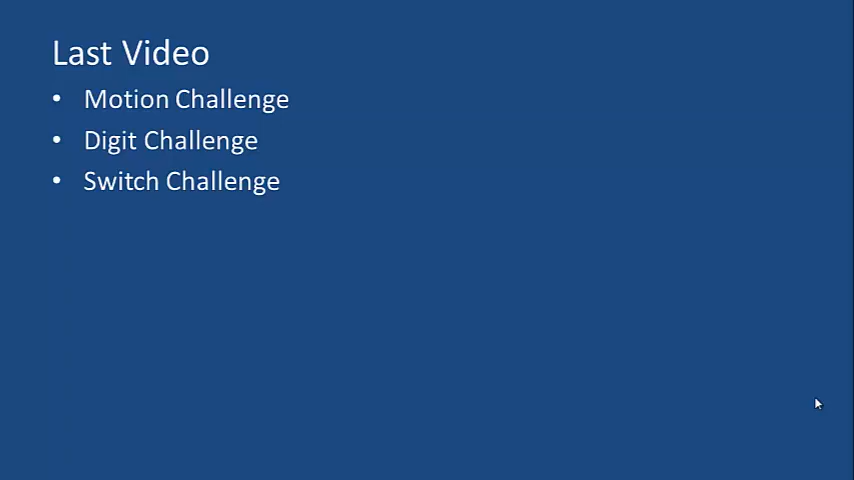 Last Video
• Motion Challenge
• Digit Challenge
• Switch Challenge